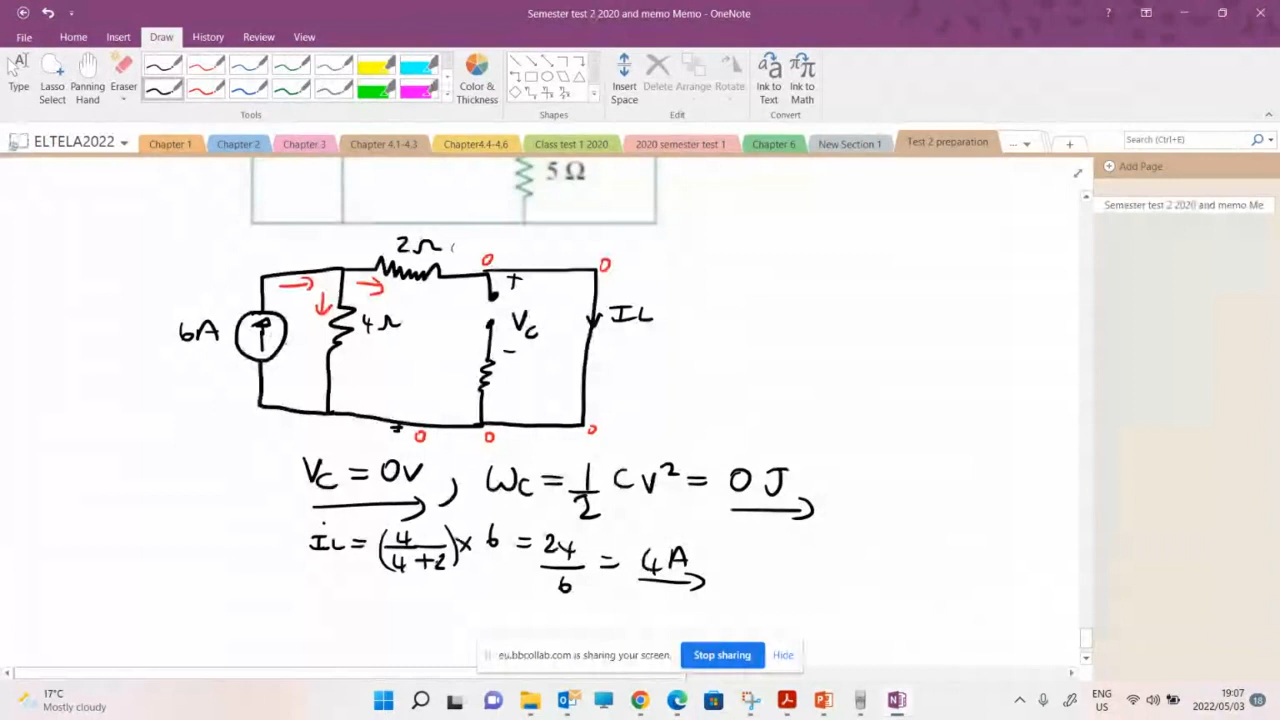 Semester test 2 2020 and memo Memo - OneNote
File Home Insert Draw History Review View
Type
Lasso Select
Panning Hand
Eraser
Color & Thickness
Insert Space
Delete
Arrange
Rotate
Ink to Text
Ink to Math
Tools
Shapes
Edit
Convert
ELTELA2022
Chapter 1
Chapter 2
Chapter 3
Chapter 4.1-4.3
Chapter4.4-4.6
Class test 1 2020
2020 semester test 1
Chapter 6
New Section 1
Test 2 preparation
...
Search (Ctrl+E)
Add Page
Semester test 2 2020 and memo Me
5 Ω
2Ω
0
0
+
6A
4Ω
Vc
IL
-
0
0
0
Vc = 0V , Wc = 1/2 C V² = 0 J
IL = (4/(4+2)) × 6 = 24/6 = 4A
eu.bbcollab.com is sharing your screen.
Stop sharing
Hide
17°C
Mostly cloudy
ENG
US
19:07
2022/05/03
18